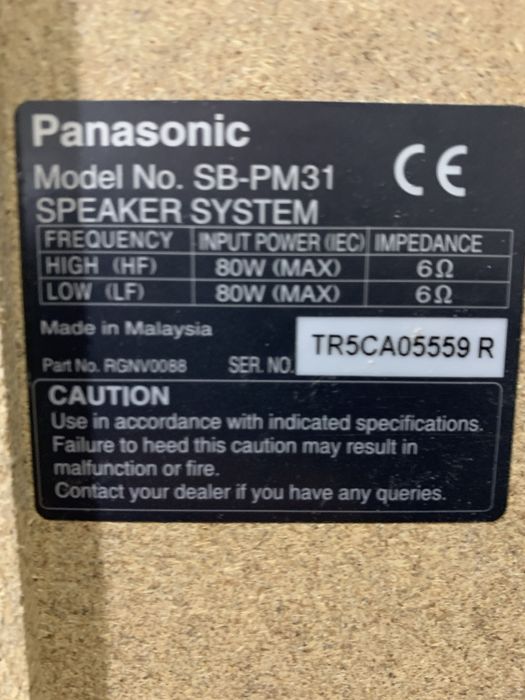 Panasonic
CE
Model No. SB-PM31
SPEAKER SYSTEM
FREQUENCY INPUT POWER (IEC) IMPEDANCE
HIGH (HF) 80W (MAX) 6Ω
LOW (LF) 80W (MAX) 6Ω
Made in Malaysia
Part No. RGNV0088 SER. NO. TR5CA05559 R
CAUTION
Use in accordance with indicated specifications.
Failure to heed this caution may result in
malfunction or fire.
Contact your dealer if you have any queries.